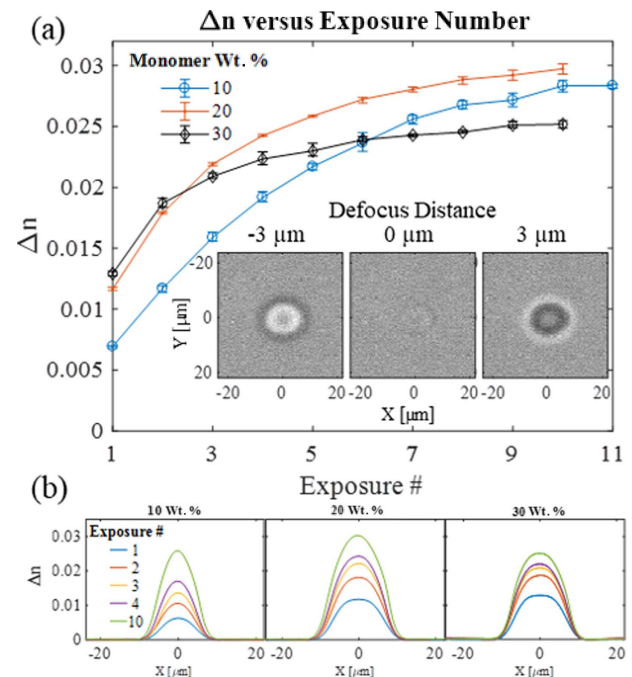 Δn versus Exposure Number
(a)
Monomer Wt. %
10
20
30
Δn
0.03
0.025
0.02
0.015
0.01
0.005
0
Defocus Distance
-3 µm
0 µm
3 µm
Y [µm]
-20
0
20
-20 0 20
-20 0 20
-20 0 20
X [µm]
1 3 5 7 9 11
Exposure #
(b)
10 Wt. %
20 Wt. %
30 Wt. %
Exposure #
1
2
3
4
10
Δn
0.03
0.02
0.01
0
-20 0 20
-20 0 20
-20 0 20
X [µm]
X [µm]
X [µm]